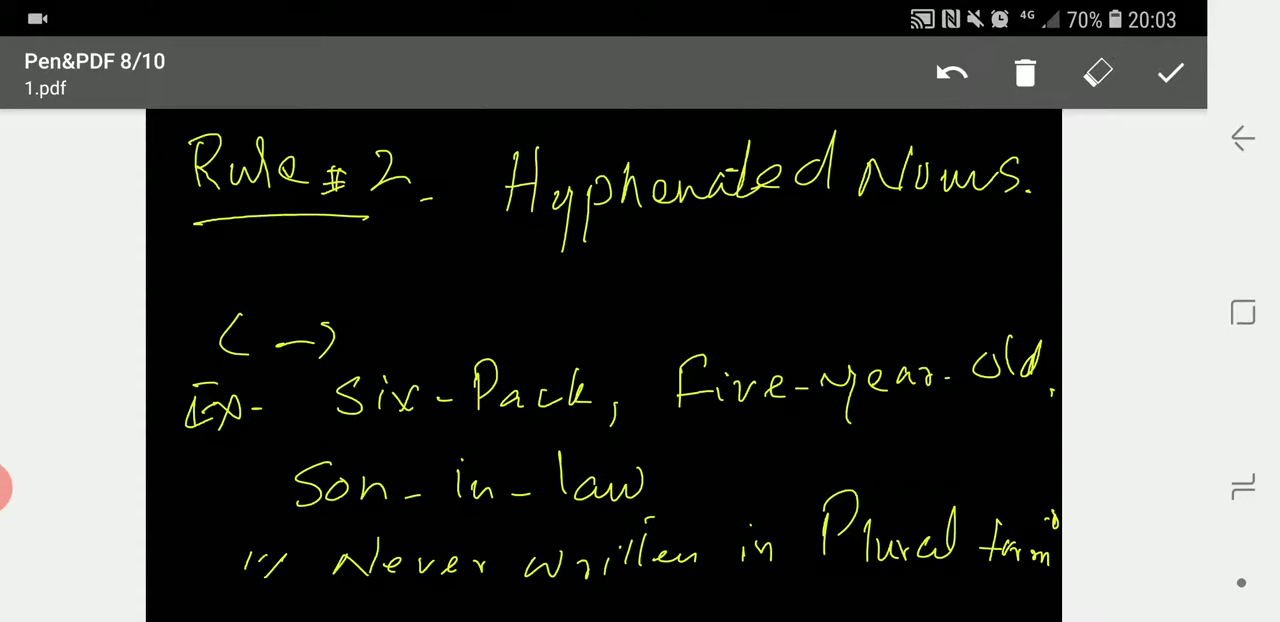 4G 70% 20:03
Pen&PDF 8/10
1.pdf
Rule # 2. Hyphenated Nouns.
(-)
Ex- Six-Pack, Five-year-old,
Son-in-law
Never written in Plural form